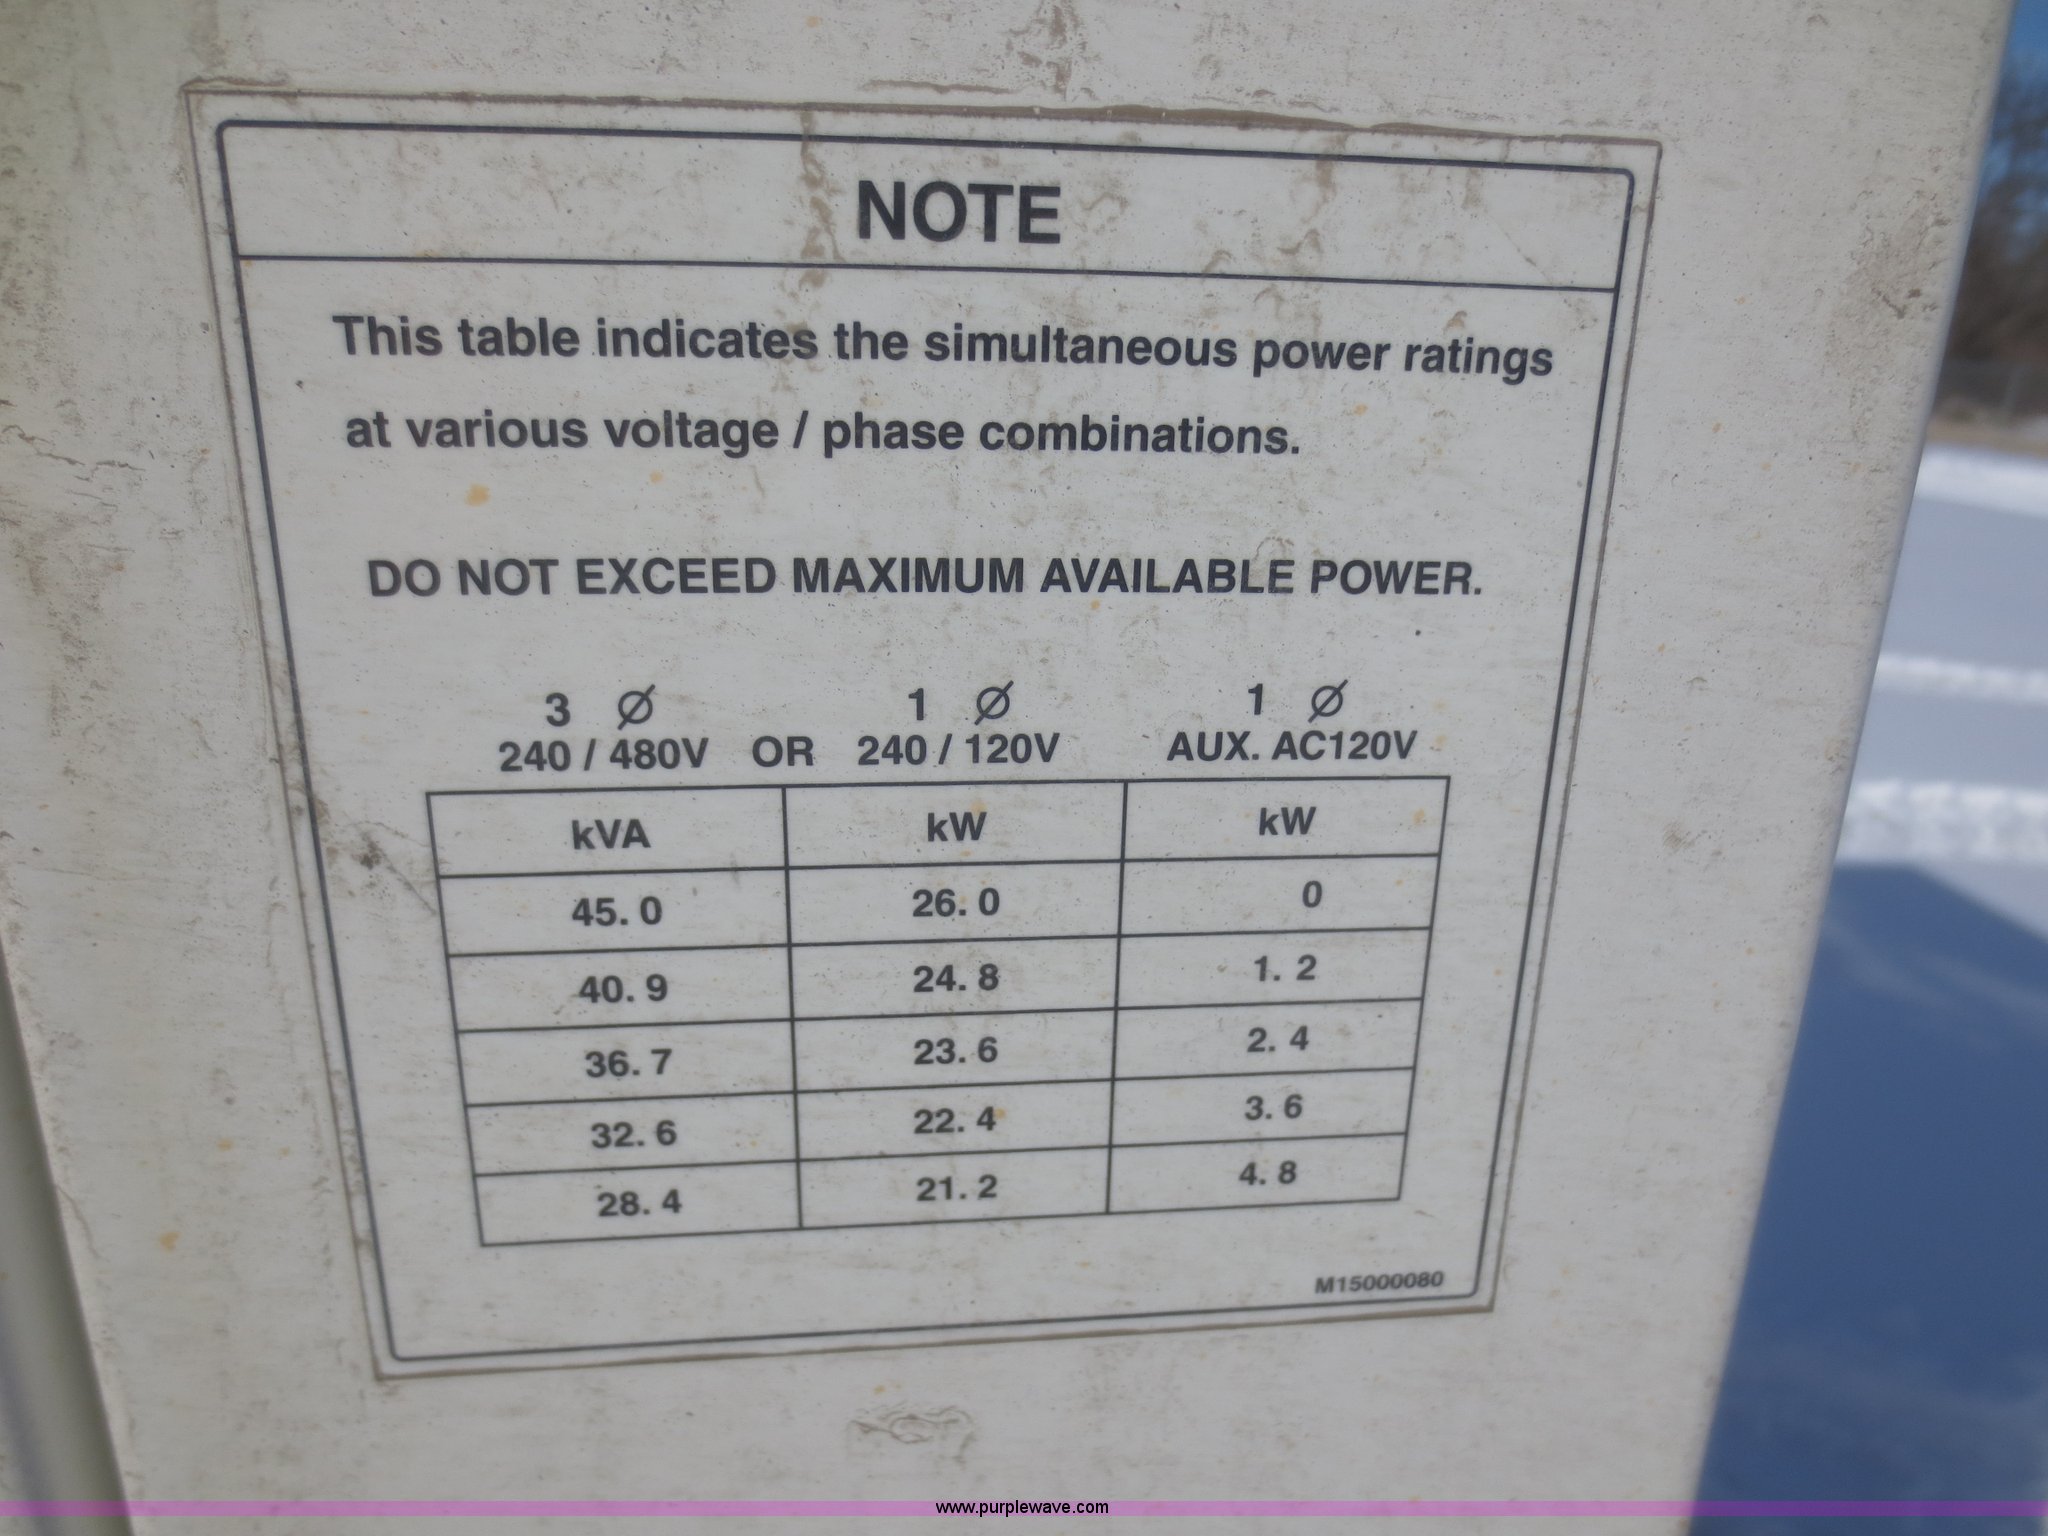 NOTE
This table indicates the simultaneous power ratings
at various voltage / phase combinations.
DO NOT EXCEED MAXIMUM AVAILABLE POWER.
3 Ø 1 Ø 1 Ø
240 / 480V OR 240 / 120V AUX. AC120V
kVA kW kW
45. 0 26. 0 0
40. 9 24. 8 1. 2
36. 7 23. 6 2. 4
32. 6 22. 4 3. 6
28. 4 21. 2 4. 8
M15000080
www.purplewave.com